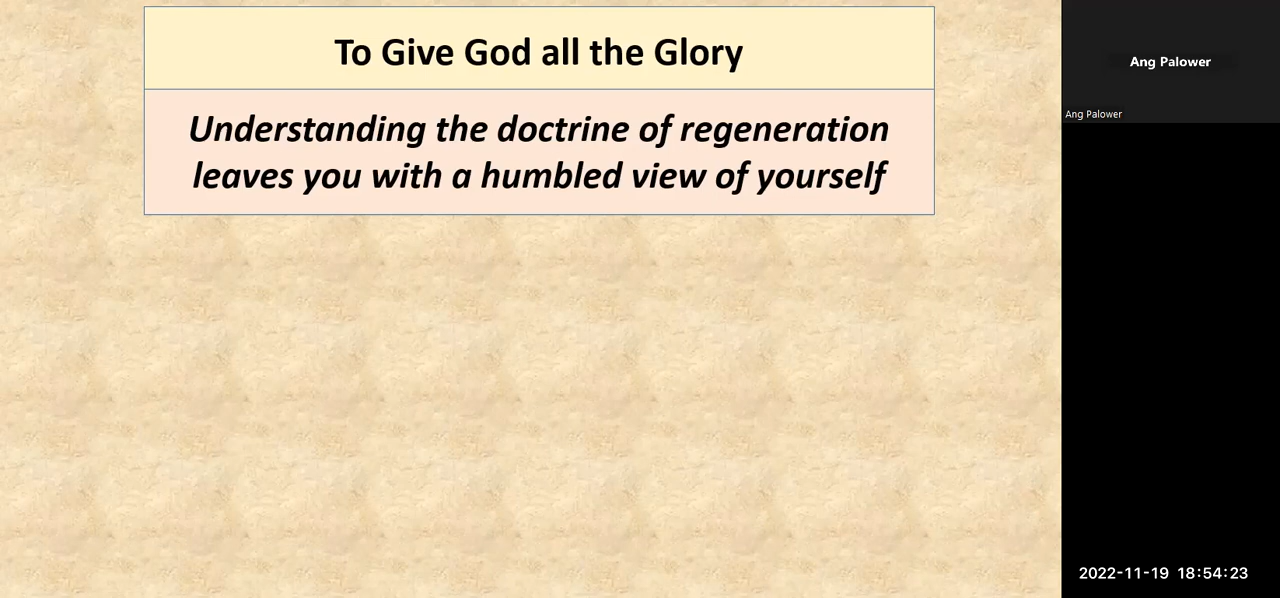 To Give God all the Glory
Understanding the doctrine of regeneration
leaves you with a humbled view of yourself
Ang Palower
Ang Palower
2022-11-19 18:54:23